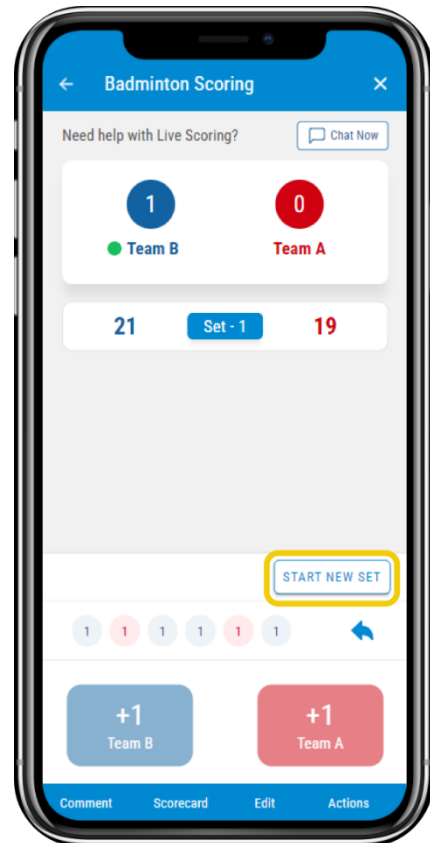 Badminton Scoring
Need help with Live Scoring?
Chat Now
1
0
Team B
Team A
21
Set - 1
19
START NEW SET
1 1 1 1 1 1
+1
Team B
+1
Team A
Comment Scorecard Edit Actions